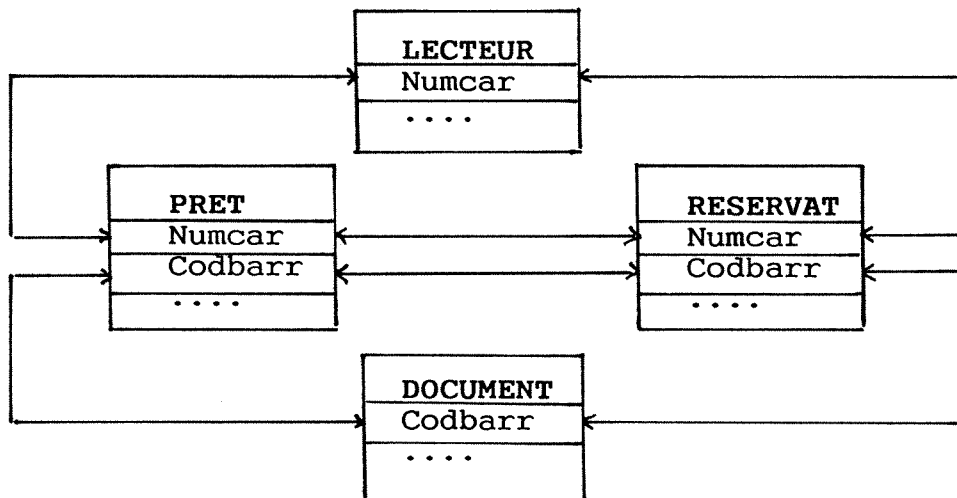 LECTEUR
Numcar
....
PRET
Numcar
Codbarr
....
RESERVAT
Numcar
Codbarr
....
DOCUMENT
Codbarr
....